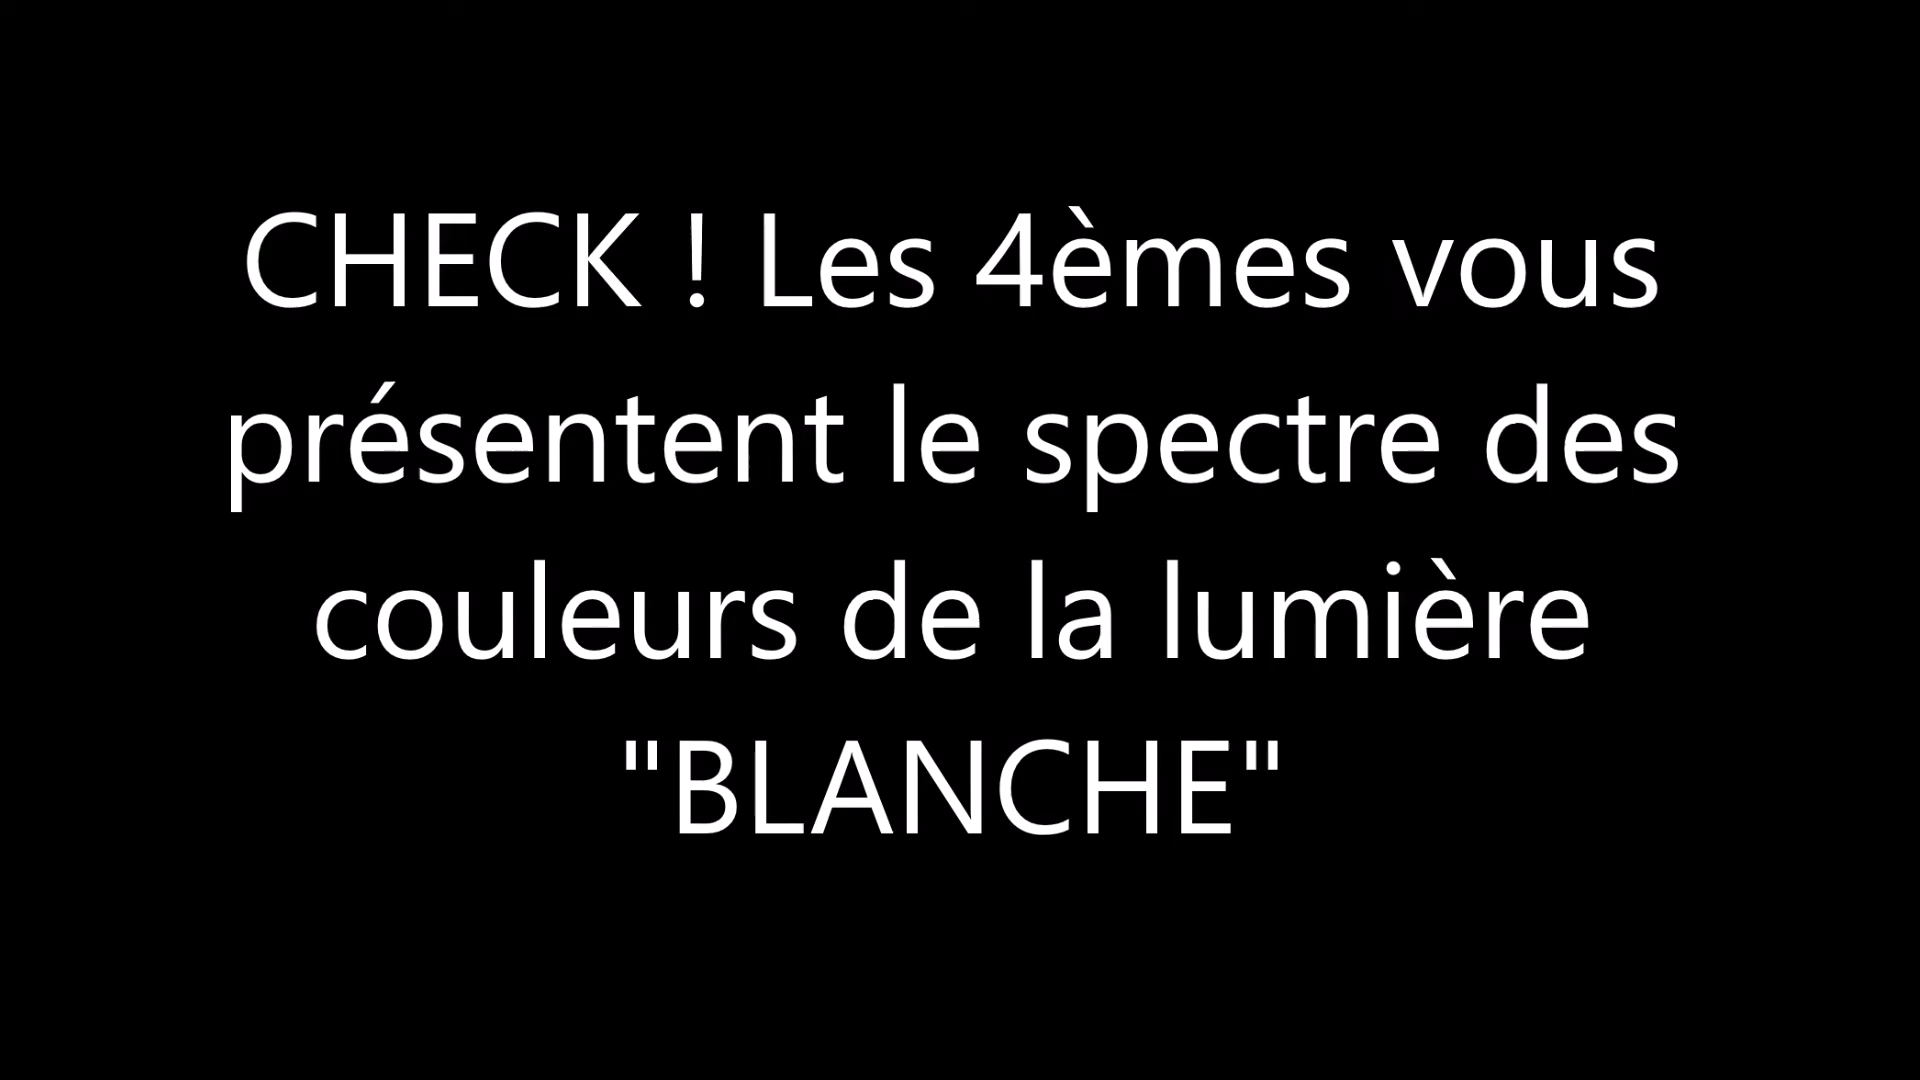 CHECK ! Les 4èmes vous
présentent le spectre des
couleurs de la lumière
"BLANCHE"